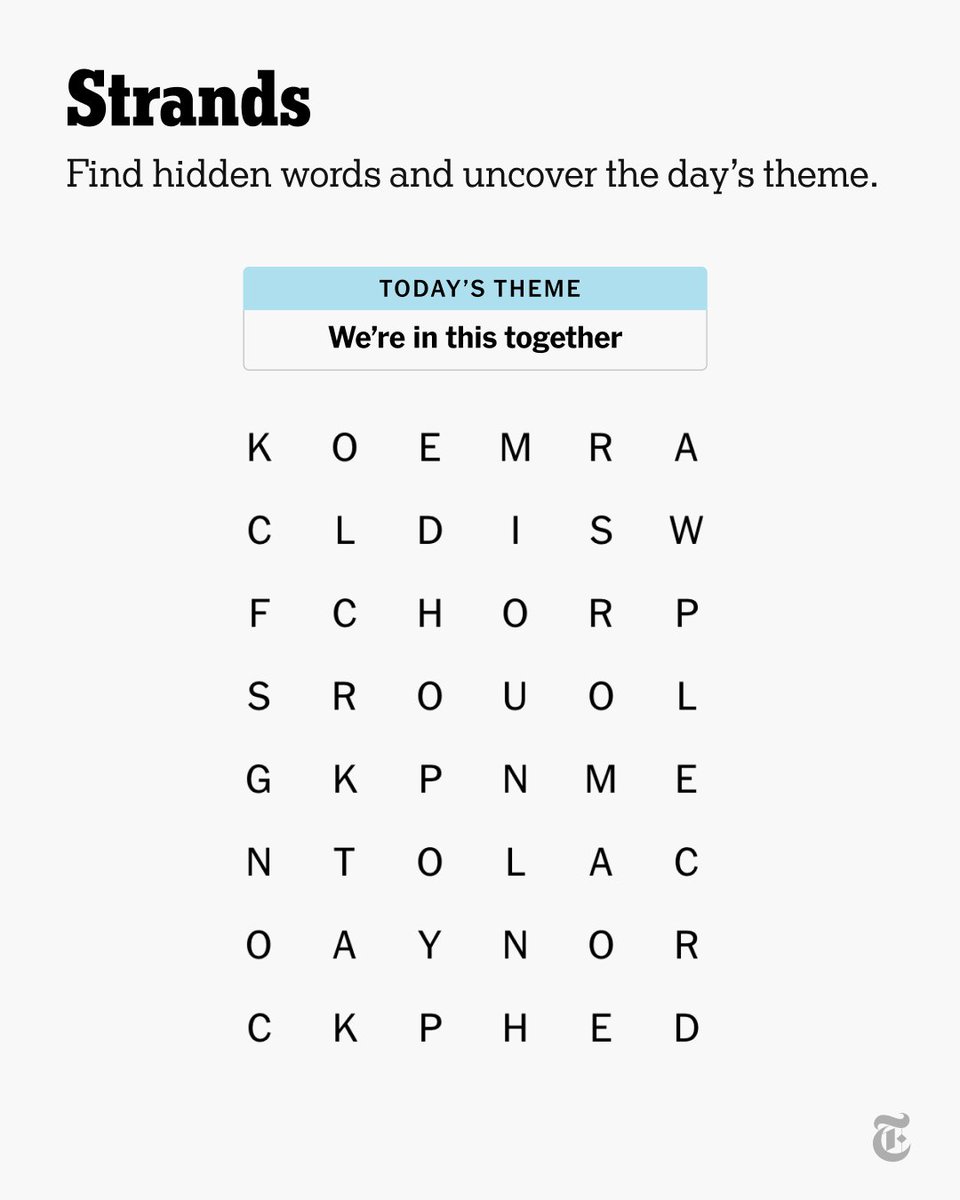 Strands
Find hidden words and uncover the day’s theme.
TODAY’S THEME
We’re in this together
K O E M R A
C L D I S W
F C H O R P
S R O U O L
G K P N M E
N T O L A C
O A Y N O R
C K P H E D
T